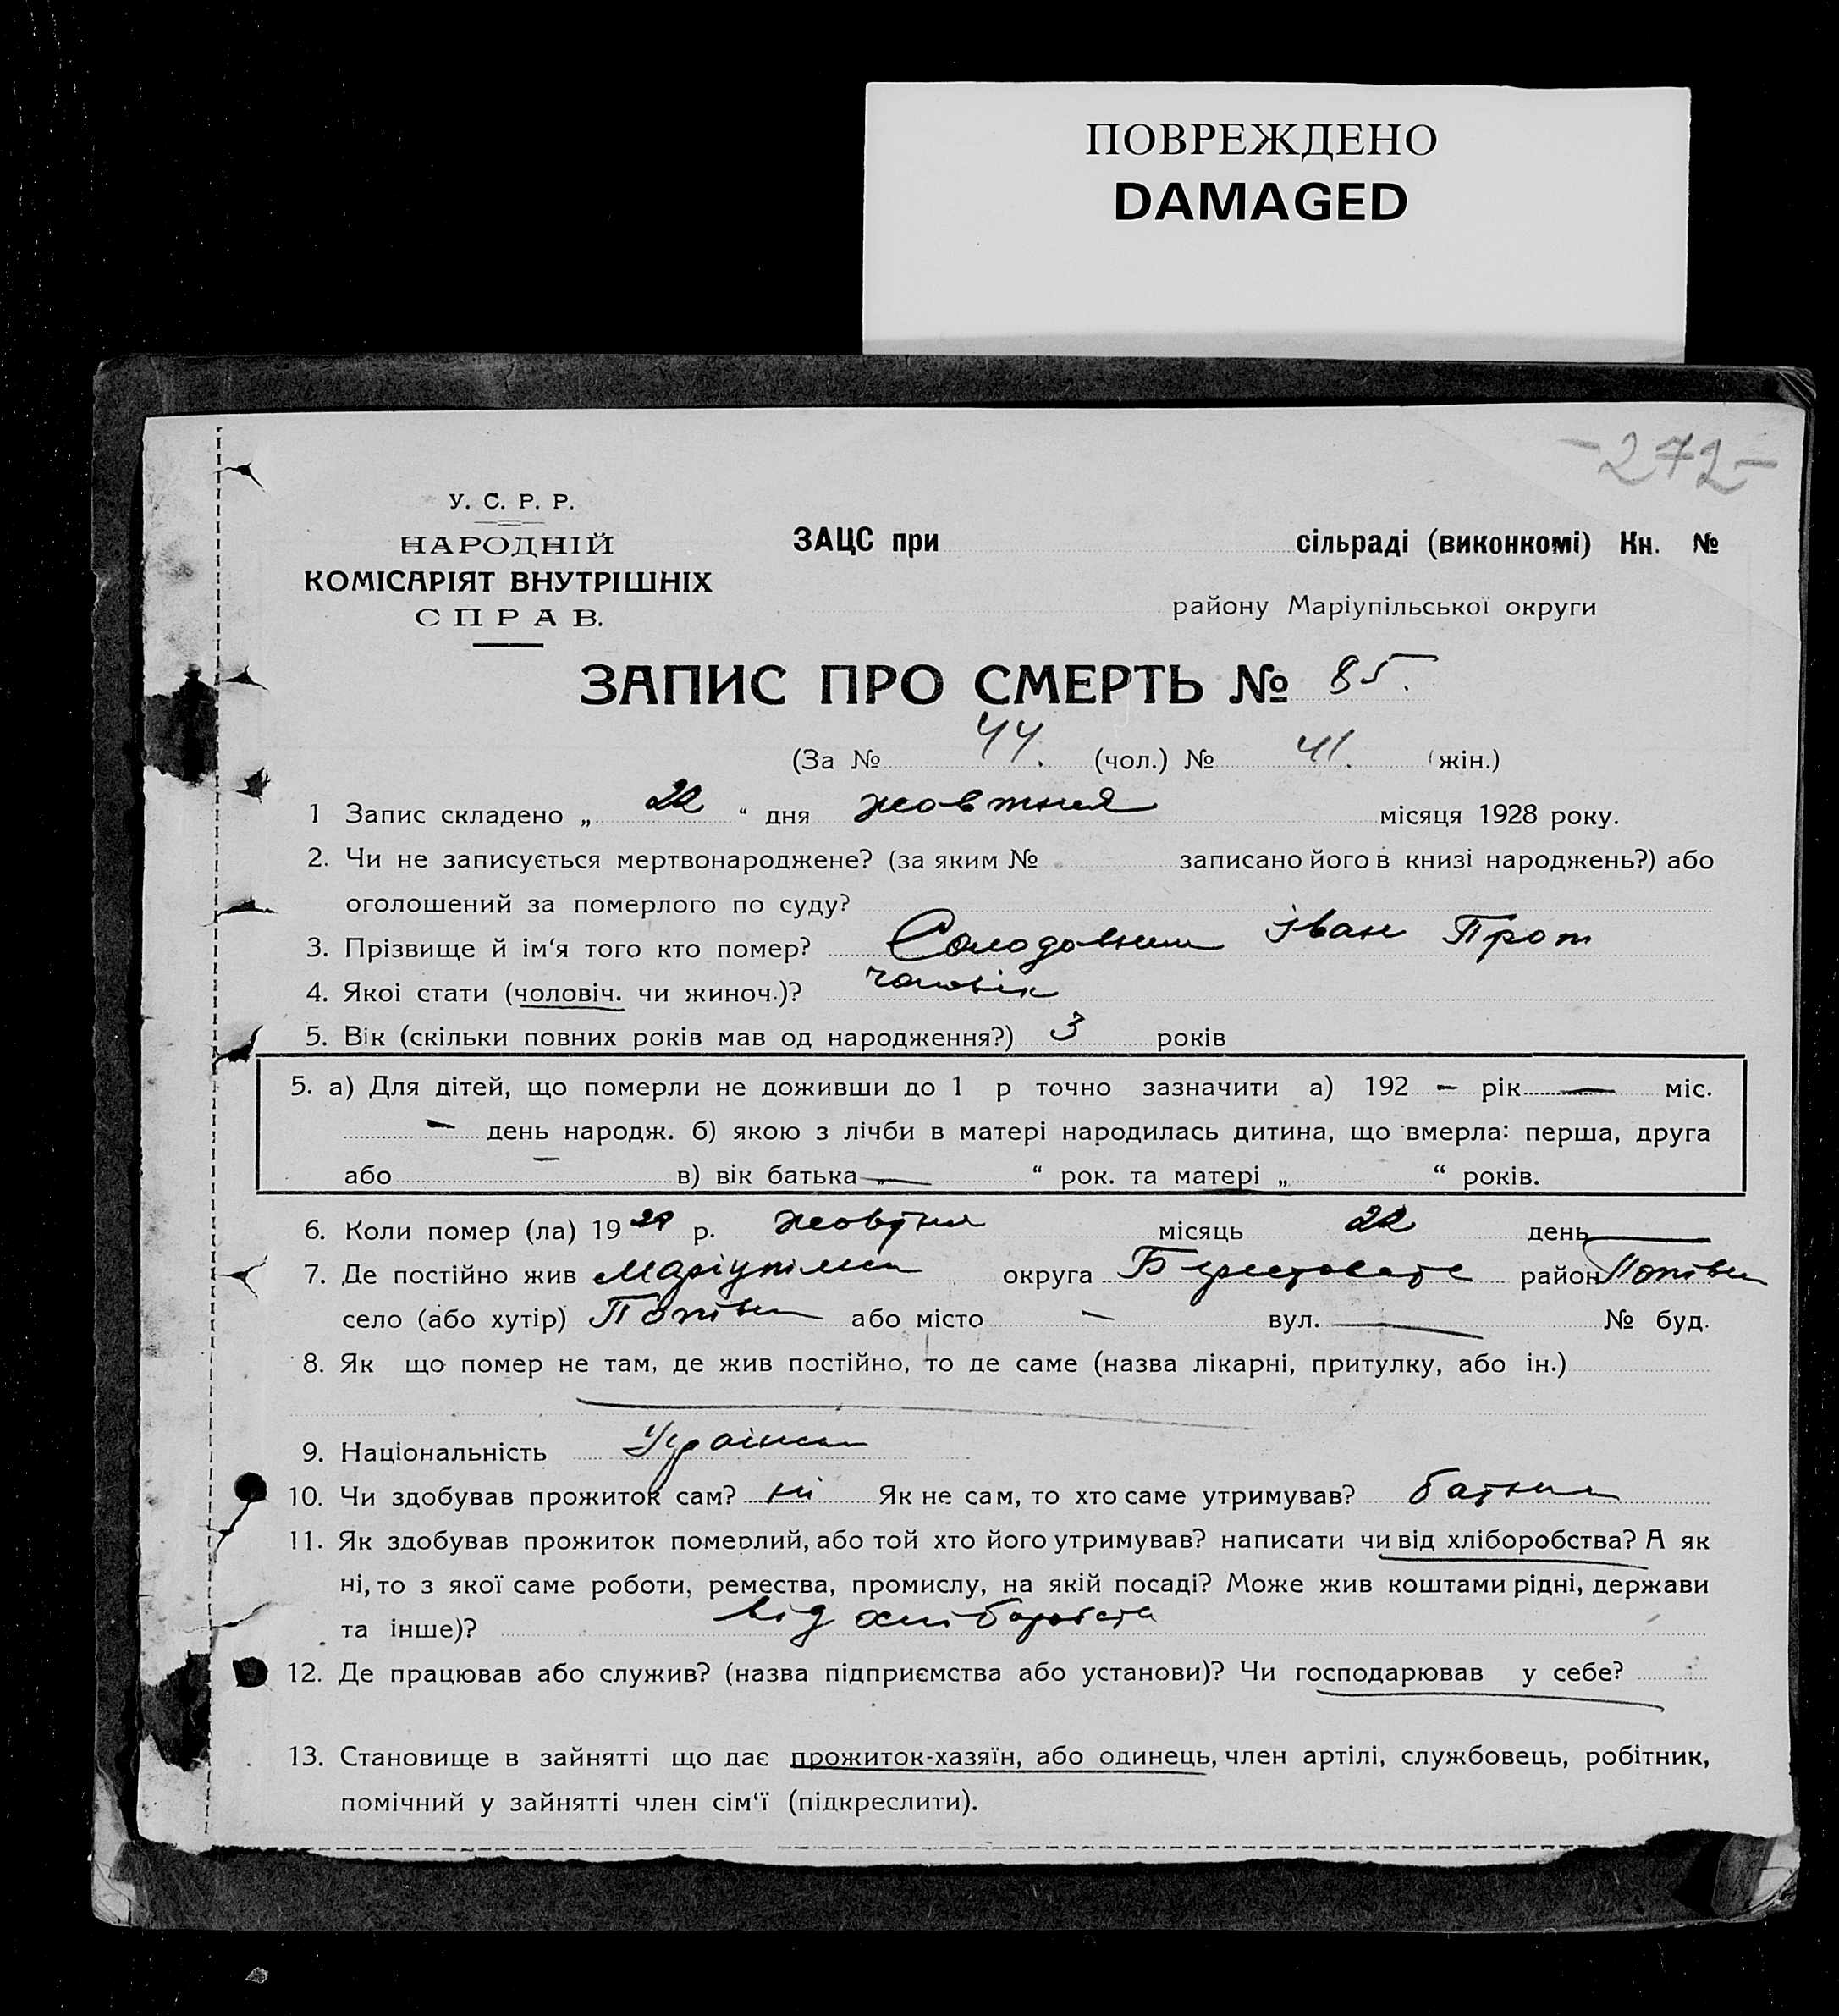 ПОВРЕЖДЕНО
DAMAGED
-272-
У. С. Р. Р.
НАРОДНІЙ
КОМІСАРІЯТ ВНУТРІШНІХ
СПРАВ.
ЗАЦС при сільраді (виконкомі) Кн. №
району Маріупільської округи
ЗАПИС ПРО СМЕРТЬ № 85.
(За № 44. (чол.) № 41. (жін.)
1 Запис складено „ 22 “ дня жовтня місяця 1928 року.
2. Чи не записується мертвонароджене? (за яким № записано його в книзі народжень?) або
оголошений за померлого по суду?
3. Прізвище й ім‘я того кто помер? Іван Прот
4. Якоі стати (чоловіч. чи жиноч.)? чоловік
5. Вік (скільки повних років мав од народження?) 3 років
5. а) Для дітей, що померли не доживши до 1 р точно зазначити а) 192 – рік — міс.
– день народж. б) якою з лічби в матері народилась дитина, що вмерла: перша, друга
або – в) вік батька „ — “ рок. та матері „ “ років.
6. Коли помер (ла) 19 р. жовтня місяць 22 день —
7. Де постійно жив округа район
село (або хутір) або місто – вул. — № буд.
8. Як що помер не там, де жив постійно, то де саме (назва лікарні, притулку, або ін.)
9. Національність
10. Чи здобував прожиток сам? ні Як не сам, то хто саме утримував?
11. Як здобував прожиток померлий, або той хто його утримував? написати чи від хліборобства? А як
ні, то з якої саме роботи, ремества, промислу, на якій посаді? Може жив коштами рідні, держави
та інше)? від
12. Де працював або служив? (назва підприємства або установи)? Чи господарював у себе?
13. Становище в зайнятті що дає прожиток-хазяїн, або одинець, член артілі, службовець, робітник,
помічний у зайнятті член сім‘ї (підкреслити).